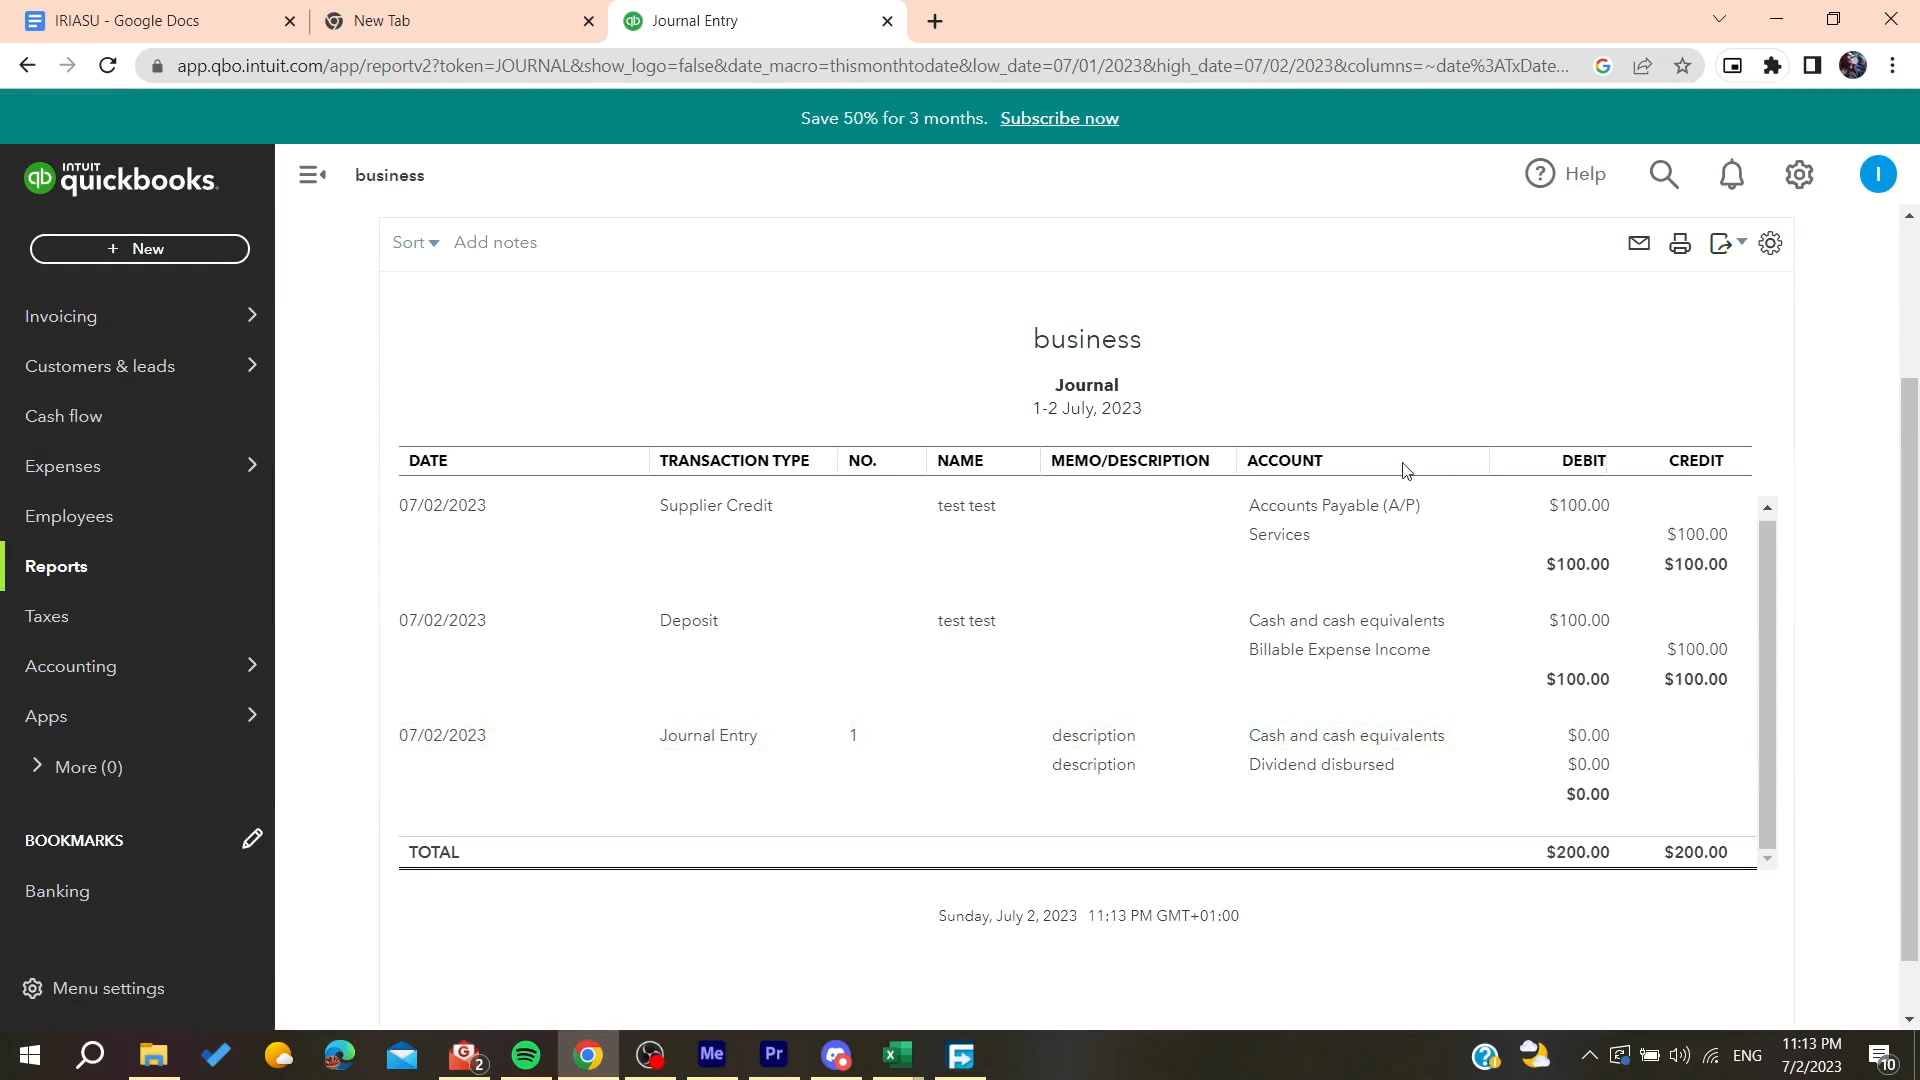 IRIASU - Google Docs
New Tab
Journal Entry
app.qbo.intuit.com/app/reportv2?token=JOURNAL&show_logo=false&date_macro=thismonthtodate&low_date=07/01/2023&high_date=07/02/2023&columns=~date%3ATxDate...
Save 50% for 3 months. Subscribe now
INTUIT
qb quickbooks.
business
Help
I
+ New
Sort Add notes
Invoicing
Customers & leads
Cash flow
Expenses
Employees
Reports
Taxes
Accounting
Apps
More (0)
BOOKMARKS
Banking
Menu settings
business
Journal
1-2 July, 2023
DATE TRANSACTION TYPE NO. NAME MEMO/DESCRIPTION ACCOUNT DEBIT CREDIT
07/02/2023 Supplier Credit test test Accounts Payable (A/P) $100.00
Services $100.00
$100.00 $100.00
07/02/2023 Deposit test test Cash and cash equivalents $100.00
Billable Expense Income $100.00
$100.00 $100.00
07/02/2023 Journal Entry 1 description Cash and cash equivalents $0.00
description Dividend disbursed $0.00
$0.00
TOTAL $200.00 $200.00
Sunday, July 2, 2023 11:13 PM GMT+01:00
2
Me
Pr
ENG
11:13 PM
7/2/2023
10